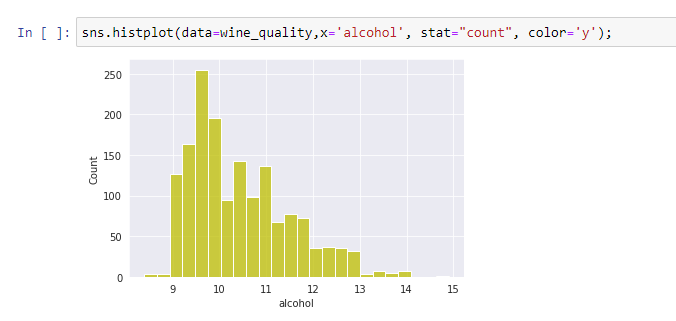 In [ ]: sns.histplot(data=wine_quality,x='alcohol', stat="count", color='y');
250
200
150
100
50
0
Count
9 10 11 12 13 14 15
alcohol